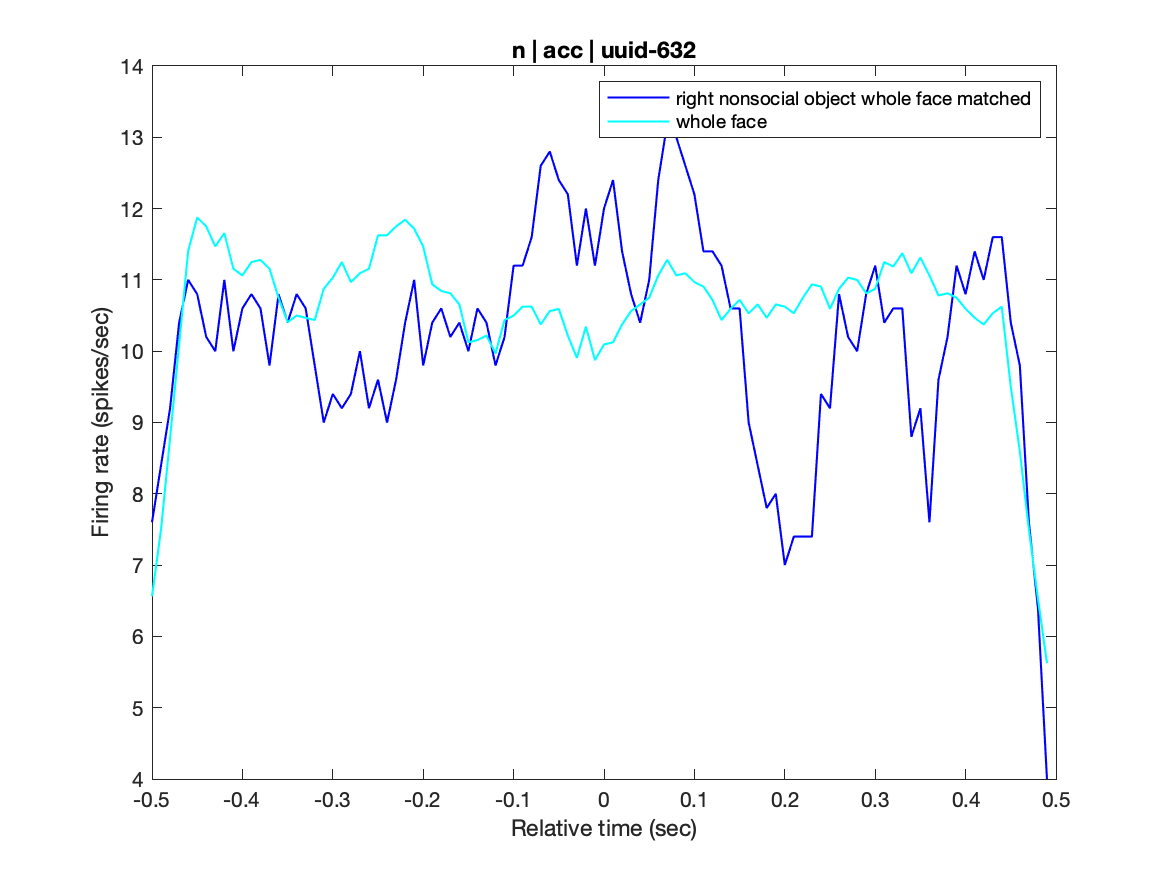 n | acc | uuid-632
14
13
12
11
10
9
8
7
6
5
4
Firing rate (spikes/sec)
right nonsocial object whole face matched
whole face
-0.5 -0.4 -0.3 -0.2 -0.1 0 0.1 0.2 0.3 0.4 0.5
Relative time (sec)